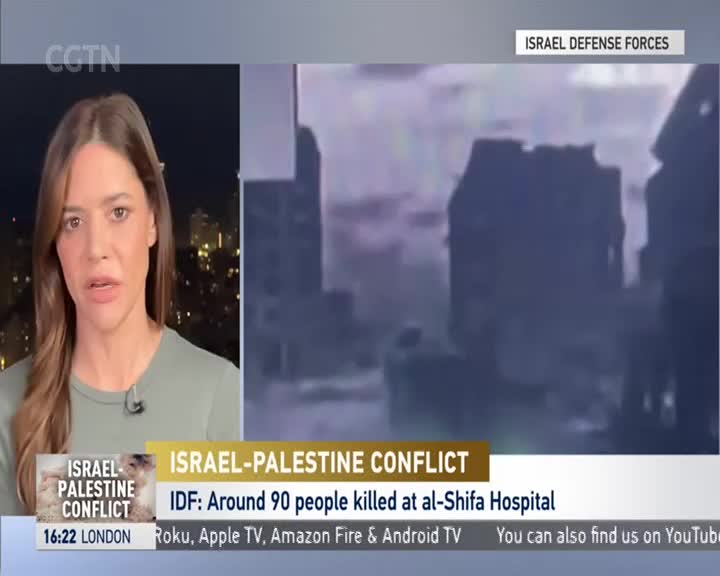 CGTN
ISRAEL DEFENSE FORCES
ISRAEL-PALESTINE CONFLICT
ISRAEL-
PALESTINE
CONFLICT
IDF: Around 90 people killed at al-Shifa Hospital
16:22 LONDON
Roku, Apple TV, Amazon Fire & Android TV You can also find us on YouTube